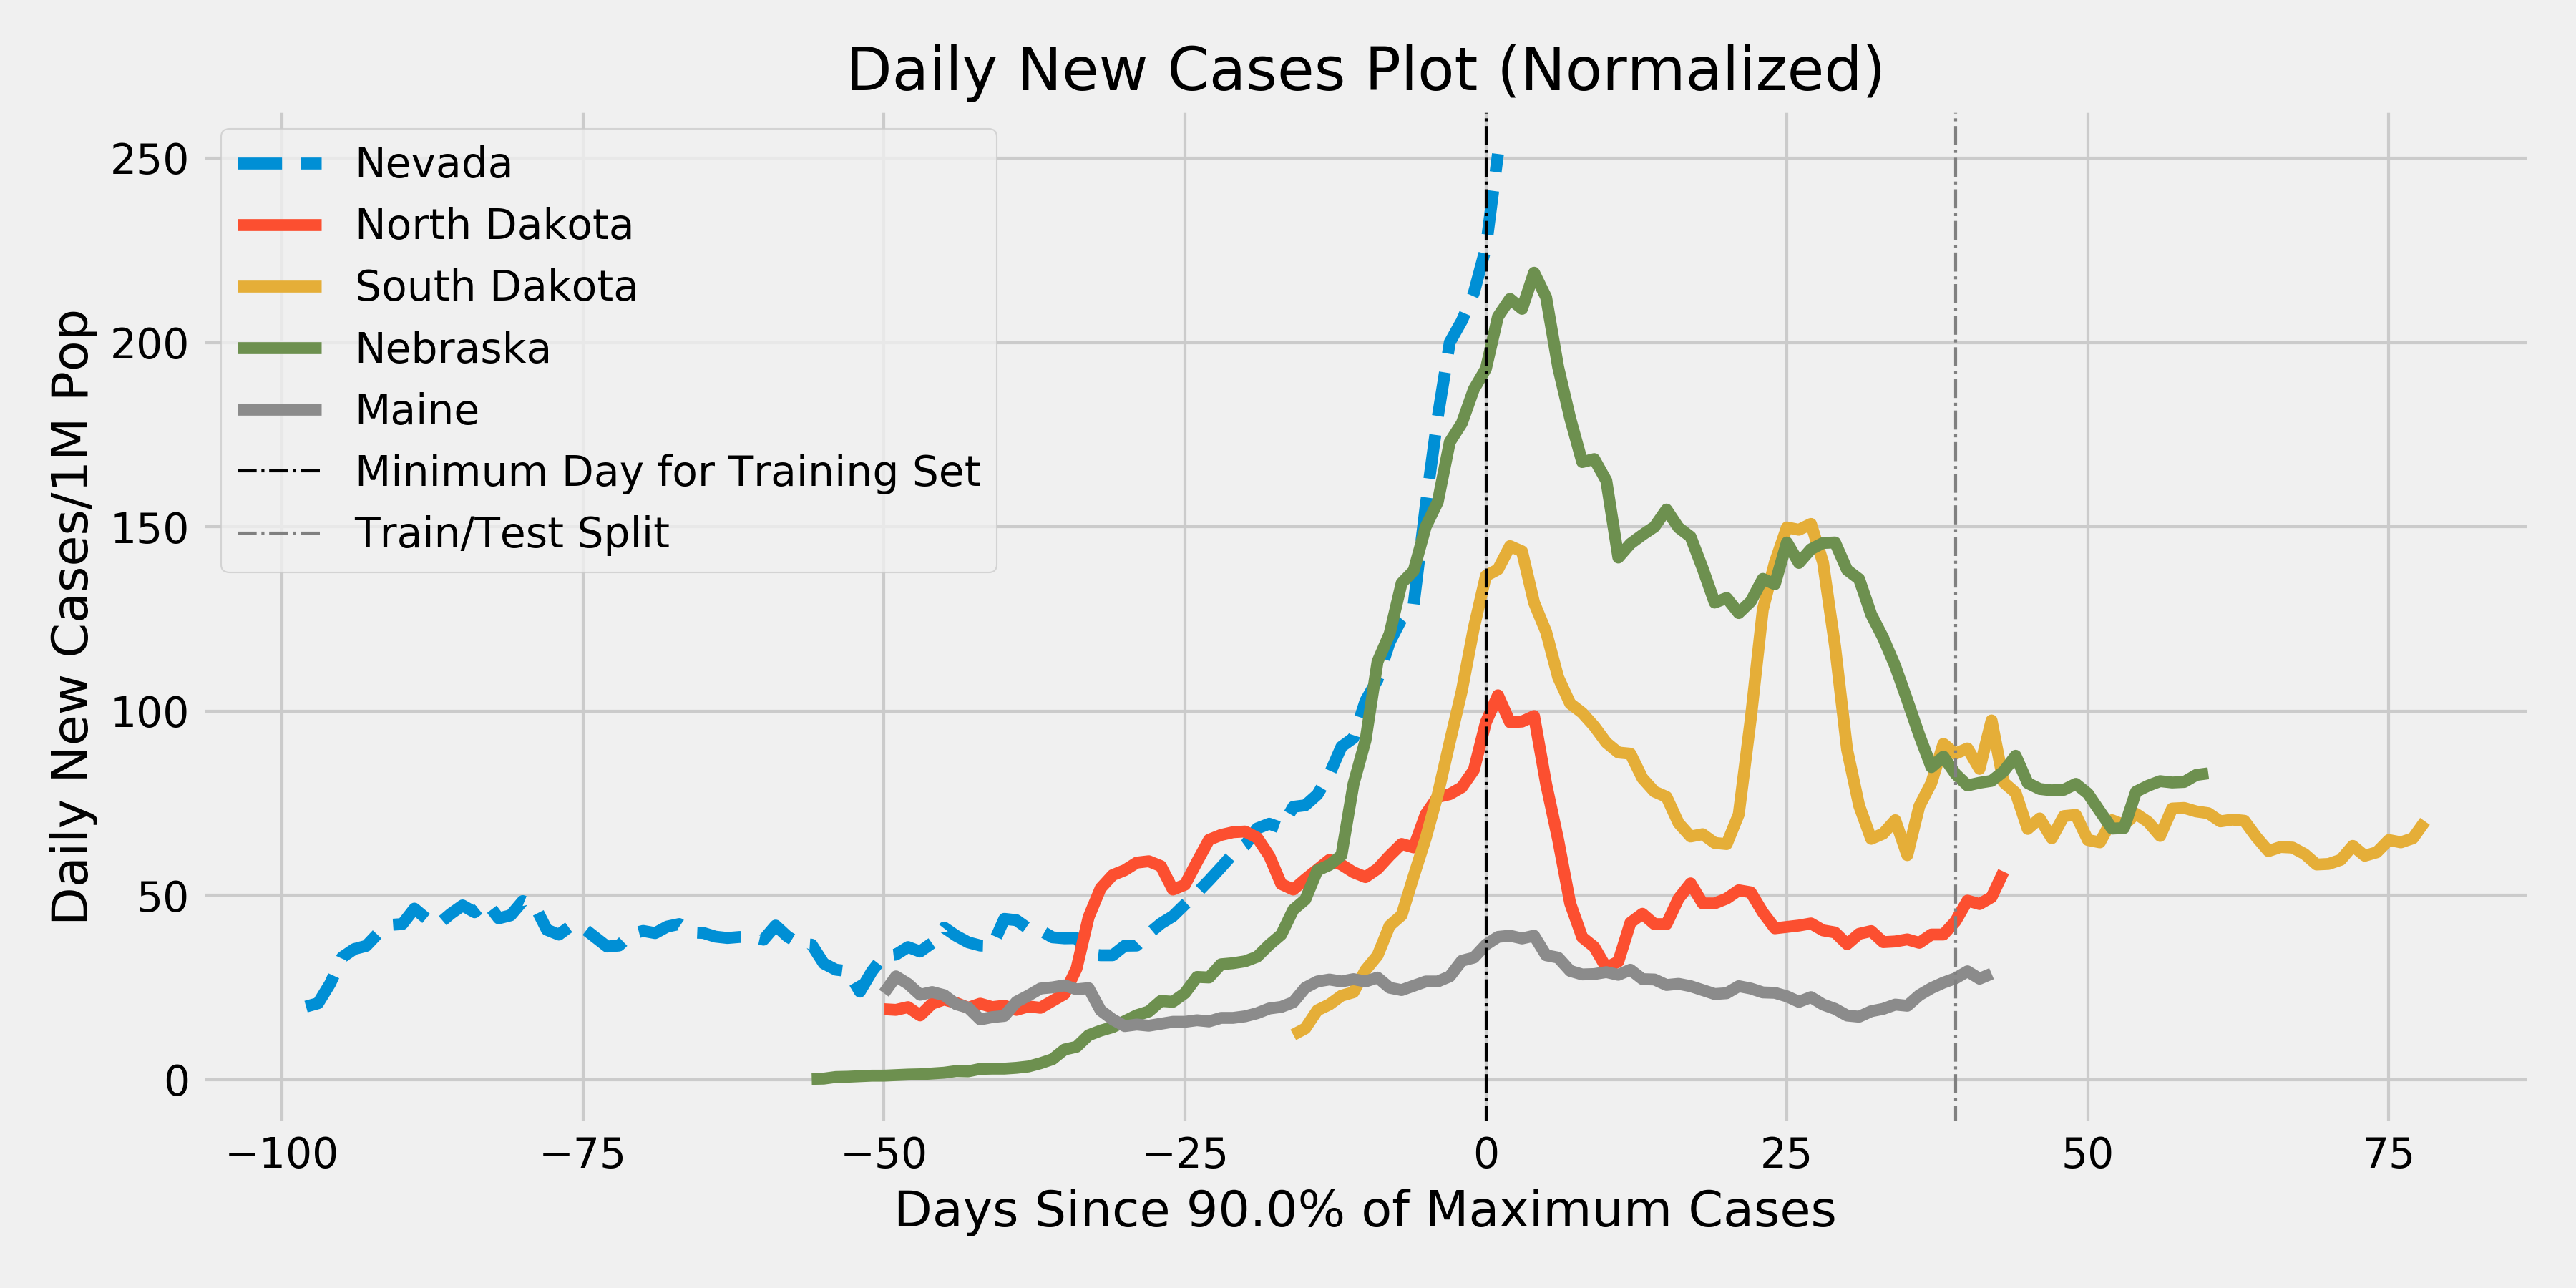 Daily New Cases Plot (Normalized)
Daily New Cases/1M Pop
250
200
150
100
50
0
Nevada
North Dakota
South Dakota
Nebraska
Maine
Minimum Day for Training Set
Train/Test Split
−100 −75 −50 −25 0 25 50 75
Days Since 90.0% of Maximum Cases